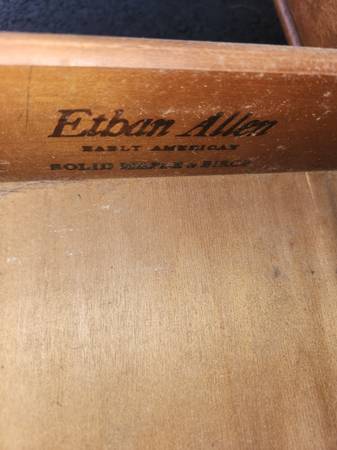 Ethan Allen
EARLY AMERICAN
SOLID MAPLE & BIRCH